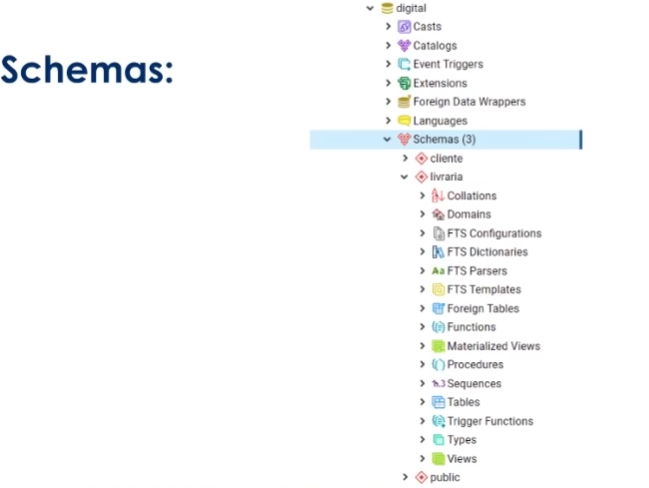 Schemas:
digital
Casts
Catalogs
Event Triggers
Extensions
Foreign Data Wrappers
Languages
Schemas (3)
cliente
livraria
Collations
Domains
FTS Configurations
FTS Dictionaries
Aa FTS Parsers
FTS Templates
Foreign Tables
Functions
Materialized Views
Procedures
1..3 Sequences
Tables
Trigger Functions
Types
Views
public